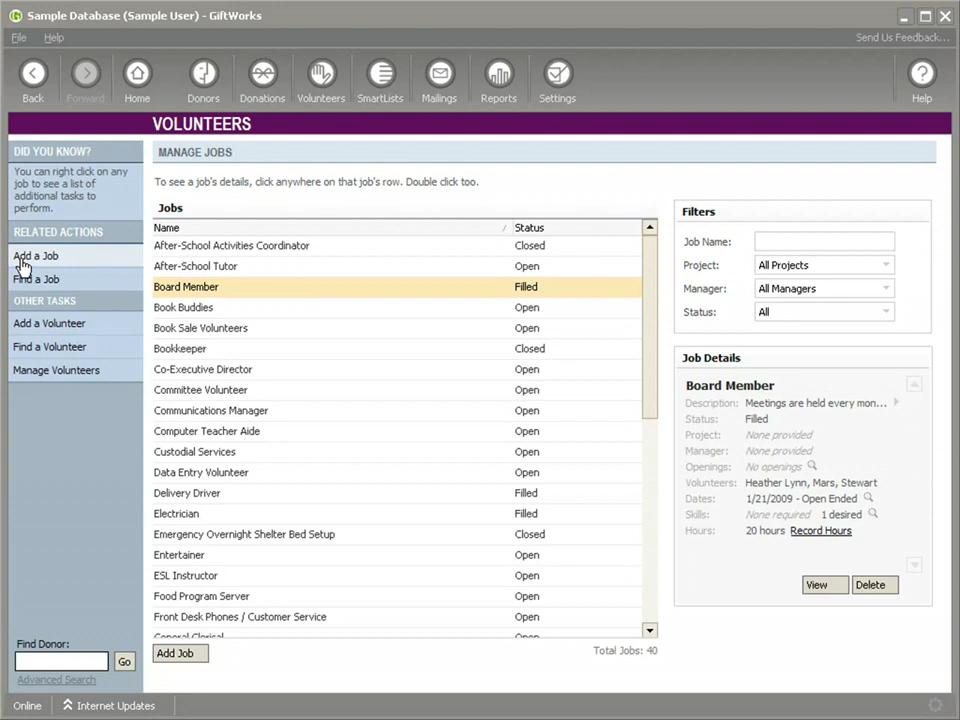 Sample Database (Sample User) - GiftWorks
File Help Send Us Feedback...
Back Forward Home Donors Donations Volunteers SmartLists Mailings Reports Settings Help
VOLUNTEERS
DID YOU KNOW?
You can right click on any
job to see a list of
additional tasks to
perform.
RELATED ACTIONS
Add a Job
Find a Job
OTHER TASKS
Add a Volunteer
Find a Volunteer
Manage Volunteers
Find Donor:
Go
Advanced Search
MANAGE JOBS
To see a job's details, click anywhere on that job's row. Double click too.
Jobs
Name / Status
After-School Activities Coordinator Closed
After-School Tutor Open
Board Member Filled
Book Buddies Open
Book Sale Volunteers Open
Bookkeeper Closed
Co-Executive Director Open
Committee Volunteer Open
Communications Manager Open
Computer Teacher Aide Open
Custodial Services Open
Data Entry Volunteer Open
Delivery Driver Filled
Electrician Filled
Emergency Overnight Shelter Bed Setup Closed
Entertainer Open
ESL Instructor Open
Food Program Server Open
Front Desk Phones / Customer Service Open
General Clerical Open
Add Job
Total Jobs: 40
Filters
Job Name:
Project: All Projects
Manager: All Managers
Status: All
Job Details
Board Member
Description: Meetings are held every mon...
Status: Filled
Project: None provided
Manager: None provided
Openings: No openings
Volunteers: Heather Lynn, Mars, Stewart
Dates: 1/21/2009 - Open Ended
Skills: None required 1 desired
Hours: 20 hours Record Hours
View Delete
Online Internet Updates